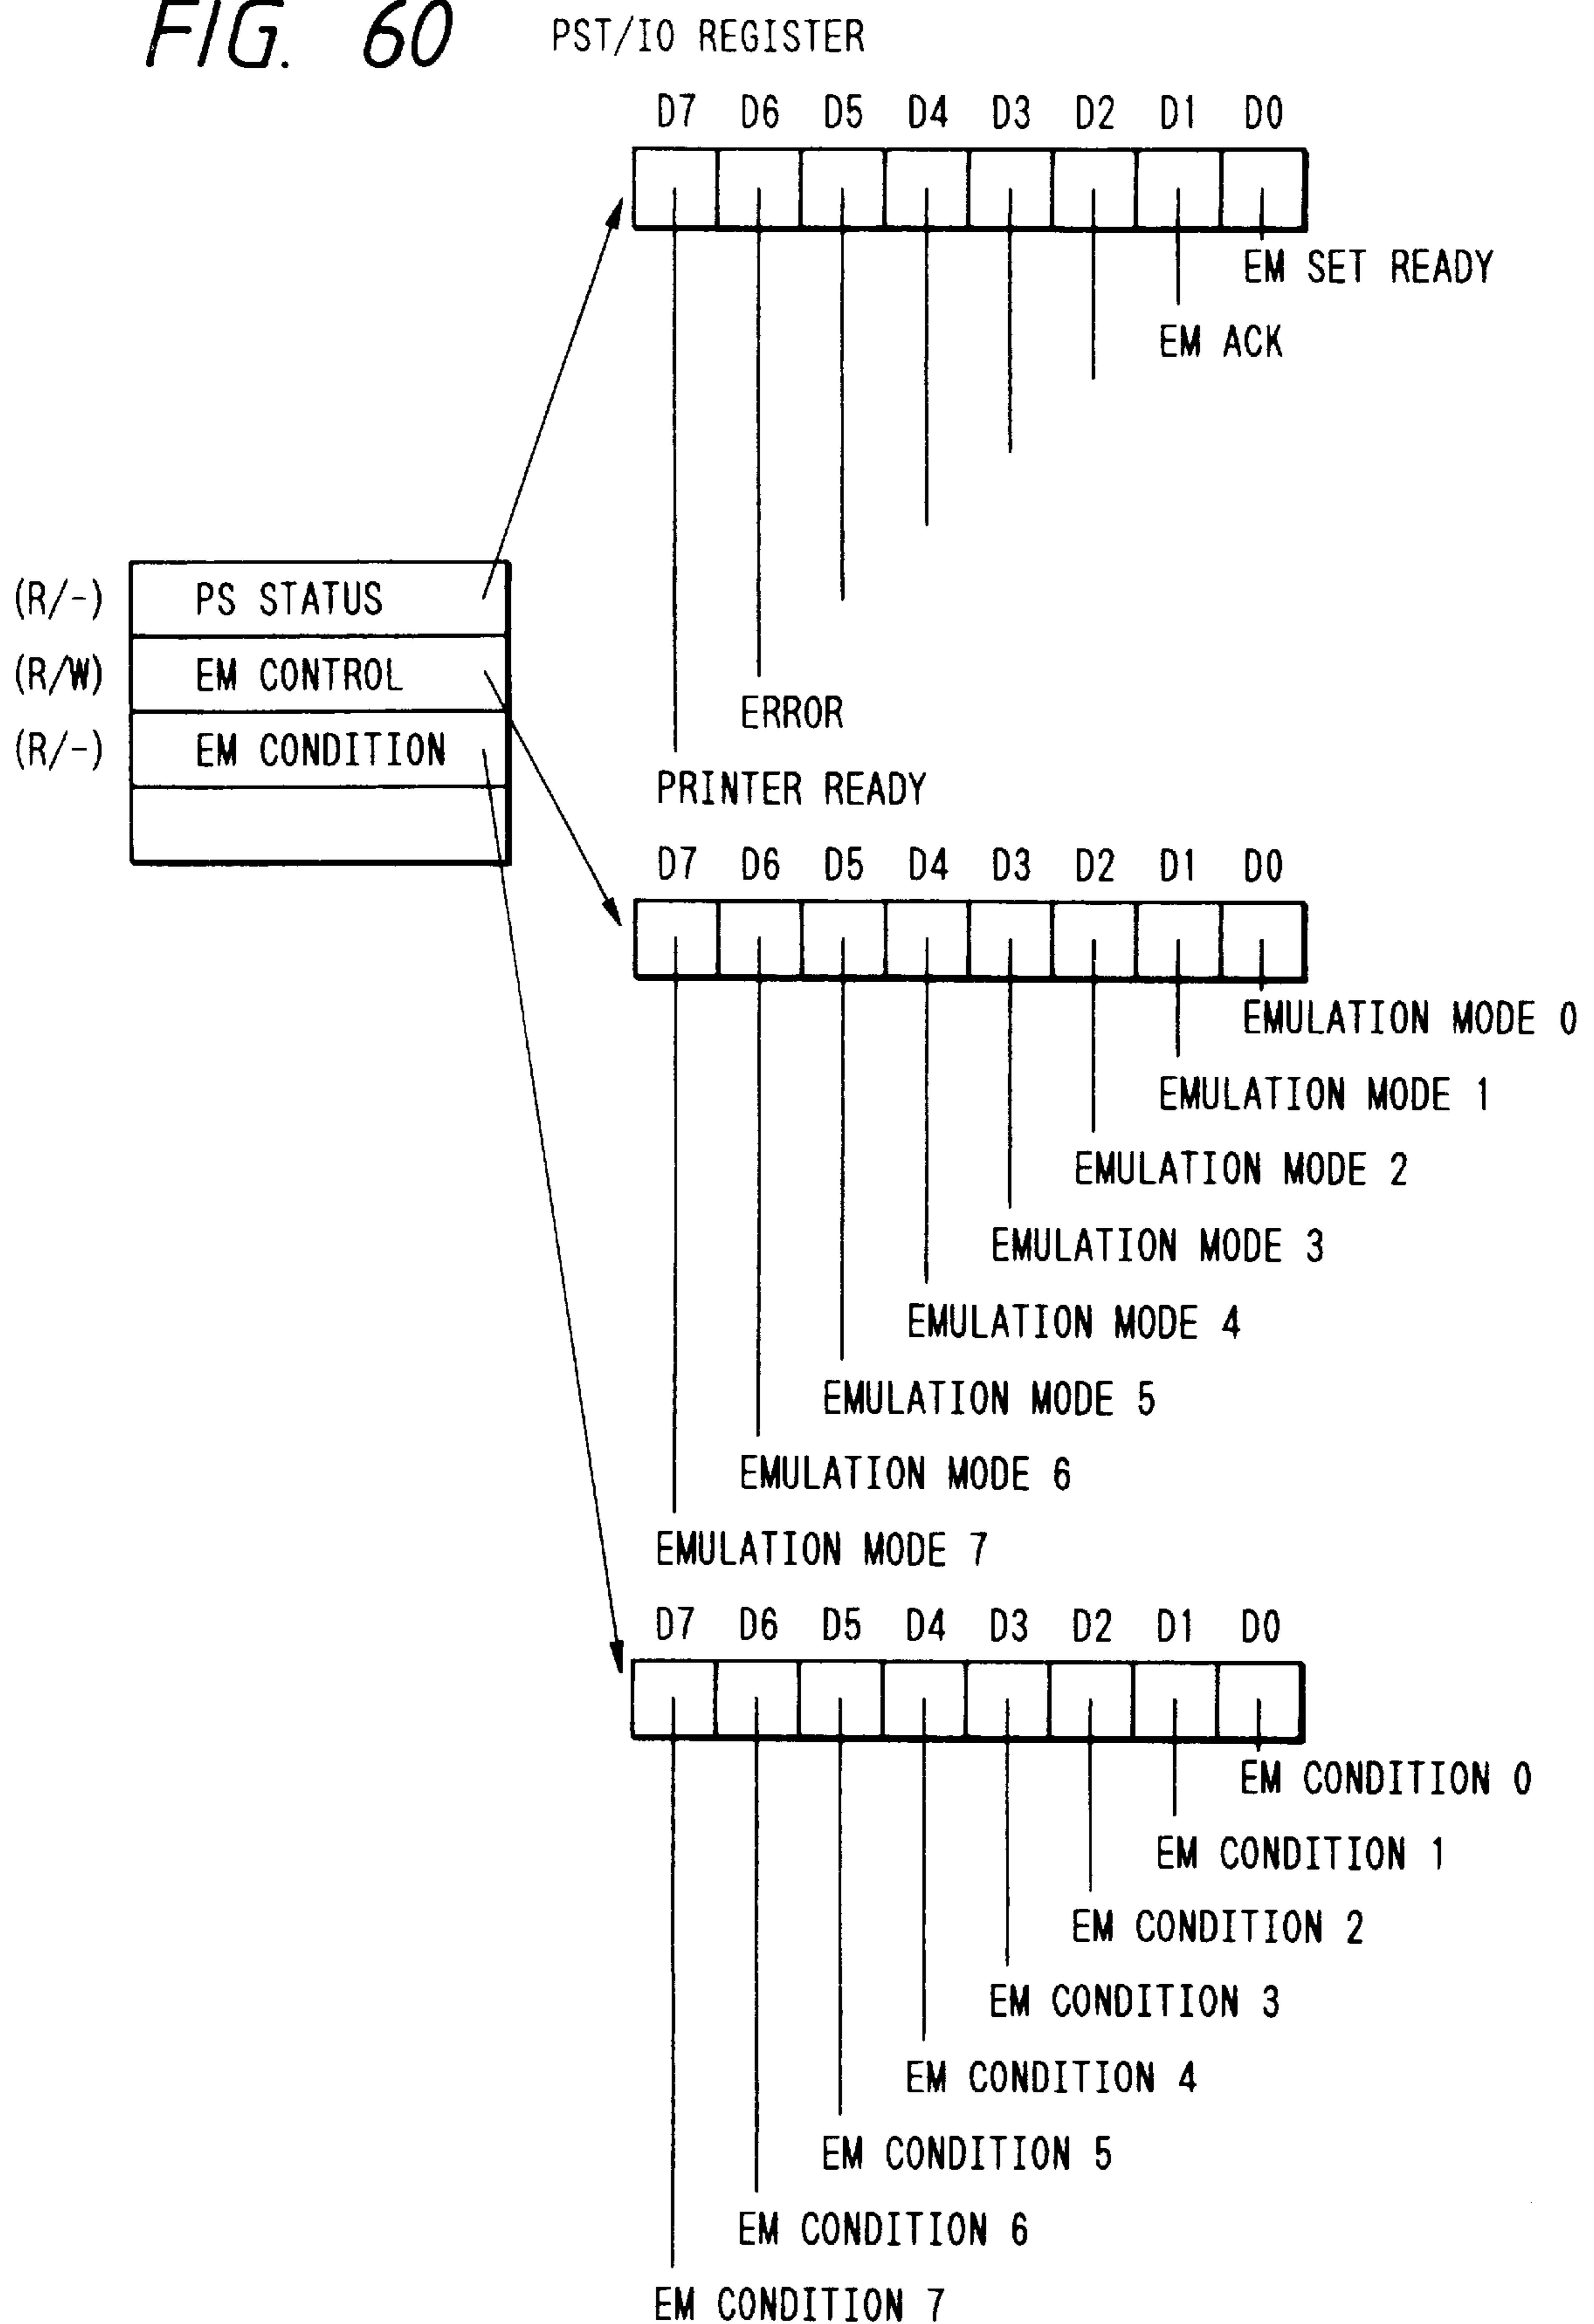 FIG. 60
PST/IO REGISTER
D7 D6 D5 D4 D3 D2 D1 D0
EM SET READY
EM ACK
(R/-) PS STATUS
(R/W) EM CONTROL
(R/-) EM CONDITION
ERROR
PRINTER READY
D7 D6 D5 D4 D3 D2 D1 D0
EMULATION MODE 0
EMULATION MODE 1
EMULATION MODE 2
EMULATION MODE 3
EMULATION MODE 4
EMULATION MODE 5
EMULATION MODE 6
EMULATION MODE 7
D7 D6 D5 D4 D3 D2 D1 D0
EM CONDITION 0
EM CONDITION 1
EM CONDITION 2
EM CONDITION 3
EM CONDITION 4
EM CONDITION 5
EM CONDITION 6
EM CONDITION 7